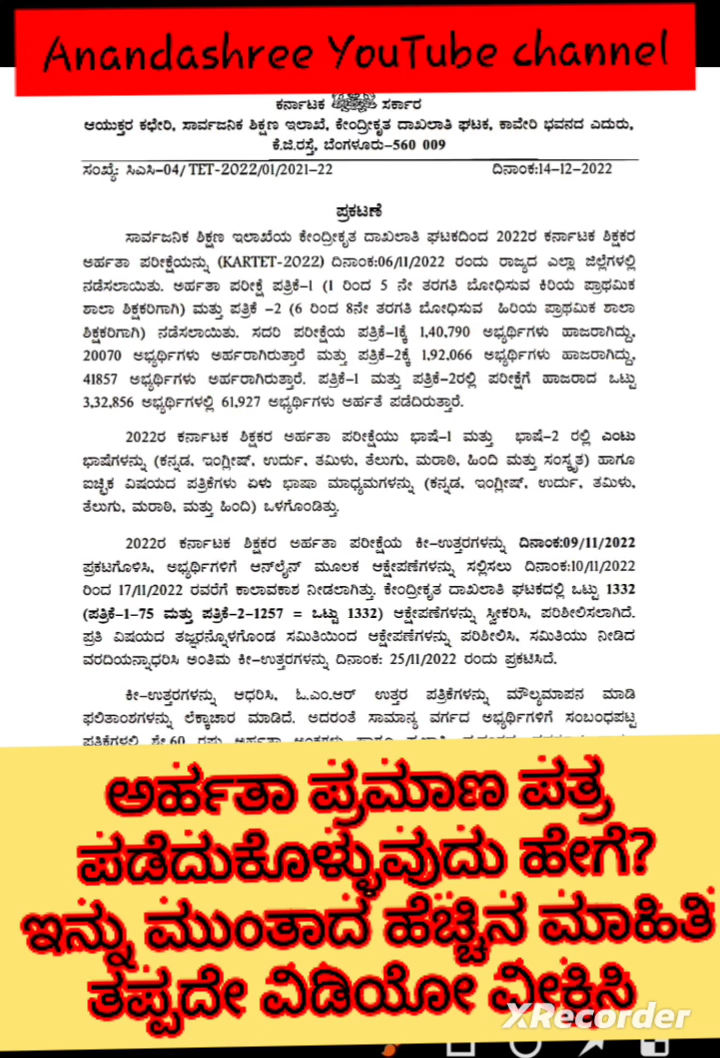 Anandashree YouTube channel
ಕರ್ನಾಟಕ ಸರ್ಕಾರ
ಆಯುಕ್ತರ ಕಛೇರಿ, ಸಾರ್ವಜನಿಕ ಶಿಕ್ಷಣ ಇಲಾಖೆ, ಕೇಂದ್ರೀಕೃತ ದಾಖಲಾತಿ ಘಟಕ, ಕಾವೇರಿ ಭವನದ ಎದುರು,
ಕೆ.ಜಿ.ರಸ್ತೆ, ಬೆಂಗಳೂರು-560 009
ಸಂಖ್ಯೆ: ಸಿಎಸಿ-04/ TET-2022/01/2021-22 ದಿನಾಂಕ:14-12-2022
ಪ್ರಕಟಣೆ
ಸಾರ್ವಜನಿಕ ಶಿಕ್ಷಣ ಇಲಾಖೆಯ ಕೇಂದ್ರೀಕೃತ ದಾಖಲಾತಿ ಘಟಕದಿಂದ 2022ರ ಕರ್ನಾಟಕ ಶಿಕ್ಷಕರ
ಅರ್ಹತಾ ಪರೀಕ್ಷೆಯನ್ನು (KARTET-2022) ದಿನಾಂಕ:06/11/2022 ರಂದು ರಾಜ್ಯದ ಎಲ್ಲಾ ಜಿಲ್ಲೆಗಳಲ್ಲಿ
ನಡೆಸಲಾಯಿತು. ಅರ್ಹತಾ ಪರೀಕ್ಷೆ ಪತ್ರಿಕೆ-1 (1 ರಿಂದ 5 ನೇ ತರಗತಿ ಬೋಧಿಸುವ ಕಿರಿಯ ಪ್ರಾಥಮಿಕ
ಶಾಲಾ ಶಿಕ್ಷಕರಿಗಾಗಿ) ಮತ್ತು ಪತ್ರಿಕೆ -2 (6 ರಿಂದ 8ನೇ ತರಗತಿ ಬೋಧಿಸುವ ಹಿರಿಯ ಪ್ರಾಥಮಿಕ ಶಾಲಾ
ಶಿಕ್ಷಕರಿಗಾಗಿ) ನಡೆಸಲಾಯಿತು. ಸದರಿ ಪರೀಕ್ಷೆಯ ಪತ್ರಿಕೆ-1ಕ್ಕೆ 1,40,790 ಅಭ್ಯರ್ಥಿಗಳು ಹಾಜರಾಗಿದ್ದು,
20070 ಅಭ್ಯರ್ಥಿಗಳು ಅರ್ಹರಾಗಿರುತ್ತಾರೆ ಮತ್ತು ಪತ್ರಿಕೆ-2ಕ್ಕೆ 1,92,066 ಅಭ್ಯರ್ಥಿಗಳು ಹಾಜರಾಗಿದ್ದು,
41857 ಅಭ್ಯರ್ಥಿಗಳು ಅರ್ಹರಾಗಿರುತ್ತಾರೆ. ಪತ್ರಿಕೆ-1 ಮತ್ತು ಪತ್ರಿಕೆ-2ರಲ್ಲಿ ಪರೀಕ್ಷೆಗೆ ಹಾಜರಾದ ಒಟ್ಟು
3,32,856 ಅಭ್ಯರ್ಥಿಗಳಲ್ಲಿ 61,927 ಅಭ್ಯರ್ಥಿಗಳು ಅರ್ಹತೆ ಪಡೆದಿರುತ್ತಾರೆ.
2022ರ ಕರ್ನಾಟಕ ಶಿಕ್ಷಕರ ಅರ್ಹತಾ ಪರೀಕ್ಷೆಯು ಭಾಷೆ-1 ಮತ್ತು ಭಾಷೆ-2 ರಲ್ಲಿ ಎಂಟು
ಭಾಷೆಗಳನ್ನು (ಕನ್ನಡ, ಇಂಗ್ಲೀಷ್, ಉರ್ದು, ತಮಿಳು, ತೆಲುಗು, ಮರಾಠಿ, ಹಿಂದಿ ಮತ್ತು ಸಂಸ್ಕೃತ) ಹಾಗೂ
ಐಚ್ಛಿಕ ವಿಷಯದ ಪತ್ರಿಕೆಗಳು ಏಳು ಭಾಷಾ ಮಾಧ್ಯಮಗಳನ್ನು (ಕನ್ನಡ, ಇಂಗ್ಲೀಷ್, ಉರ್ದು, ತಮಿಳು,
ತೆಲುಗು, ಮರಾಠಿ, ಮತ್ತು ಹಿಂದಿ) ಒಳಗೊಂಡಿತ್ತು.
2022ರ ಕರ್ನಾಟಕ ಶಿಕ್ಷಕರ ಅರ್ಹತಾ ಪರೀಕ್ಷೆಯ ಕೀ-ಉತ್ತರಗಳನ್ನು ದಿನಾಂಕ:09/11/2022
ಪ್ರಕಟಗೊಳಿಸಿ, ಅಭ್ಯರ್ಥಿಗಳಿಗೆ ಆನ್‌ಲೈನ್ ಮೂಲಕ ಆಕ್ಷೇಪಣೆಗಳನ್ನು ಸಲ್ಲಿಸಲು ದಿನಾಂಕ:10/11/2022
ರಿಂದ 17/11/2022 ರವರೆಗೆ ಕಾಲಾವಕಾಶ ನೀಡಲಾಗಿತ್ತು. ಕೇಂದ್ರೀಕೃತ ದಾಖಲಾತಿ ಘಟಕದಲ್ಲಿ ಒಟ್ಟು 1332
(ಪತ್ರಿಕೆ-1-75 ಮತ್ತು ಪತ್ರಿಕೆ-2-1257 = ಒಟ್ಟು 1332) ಆಕ್ಷೇಪಣೆಗಳನ್ನು ಸ್ವೀಕರಿಸಿ, ಪರಿಶೀಲಿಸಲಾಗಿದೆ.
ಪ್ರತಿ ವಿಷಯದ ತಜ್ಞರನ್ನೊಳಗೊಂಡ ಸಮಿತಿಯಿಂದ ಆಕ್ಷೇಪಣೆಗಳನ್ನು ಪರಿಶೀಲಿಸಿ, ಸಮಿತಿಯು ನೀಡಿದ
ವರದಿಯನ್ನಾಧರಿಸಿ ಅಂತಿಮ ಕೀ-ಉತ್ತರಗಳನ್ನು ದಿನಾಂಕ: 25/11/2022 ರಂದು ಪ್ರಕಟಿಸಿದೆ.
ಕೀ-ಉತ್ತರಗಳನ್ನು ಆಧರಿಸಿ, ಓ.ಎಂ.ಆರ್ ಉತ್ತರ ಪತ್ರಿಕೆಗಳನ್ನು ಮೌಲ್ಯಮಾಪನ ಮಾಡಿ
ಫಲಿತಾಂಶಗಳನ್ನು ಲೆಕ್ಕಾಚಾರ ಮಾಡಿದೆ. ಅದರಂತೆ ಸಾಮಾನ್ಯ ವರ್ಗದ ಅಭ್ಯರ್ಥಿಗಳಿಗೆ ಸಂಬಂಧಪಟ್ಟ
ಪತ್ರಿಕೆಗಳಲ್ಲಿ ಶೇ.60 ರಷ್ಟು ಅರ್ಹತಾ ಅಂಕಗಳು ಹಾಗೂ
ಅರ್ಹತಾ ಪ್ರಮಾಣ ಪತ್ರ
ಪಡೆದುಕೊಳ್ಳುವುದು ಹೇಗೆ?
ಇನ್ನು ಮುಂತಾದ ಹೆಚ್ಚಿನ ಮಾಹಿತಿ
ತಪ್ಪದೇ ವಿಡಿಯೋ ವೀಕ್ಷಿಸಿ
XRecorder